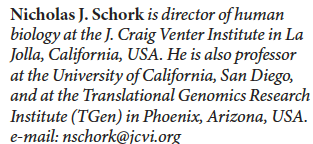 Nicholas J. Schork is director of human
biology at the J. Craig Venter Institute in La
Jolla, California, USA. He is also professor
at the University of California, San Diego,
and at the Translational Genomics Research
Institute (TGen) in Phoenix, Arizona, USA.
e-mail: nschork@jcvi.org